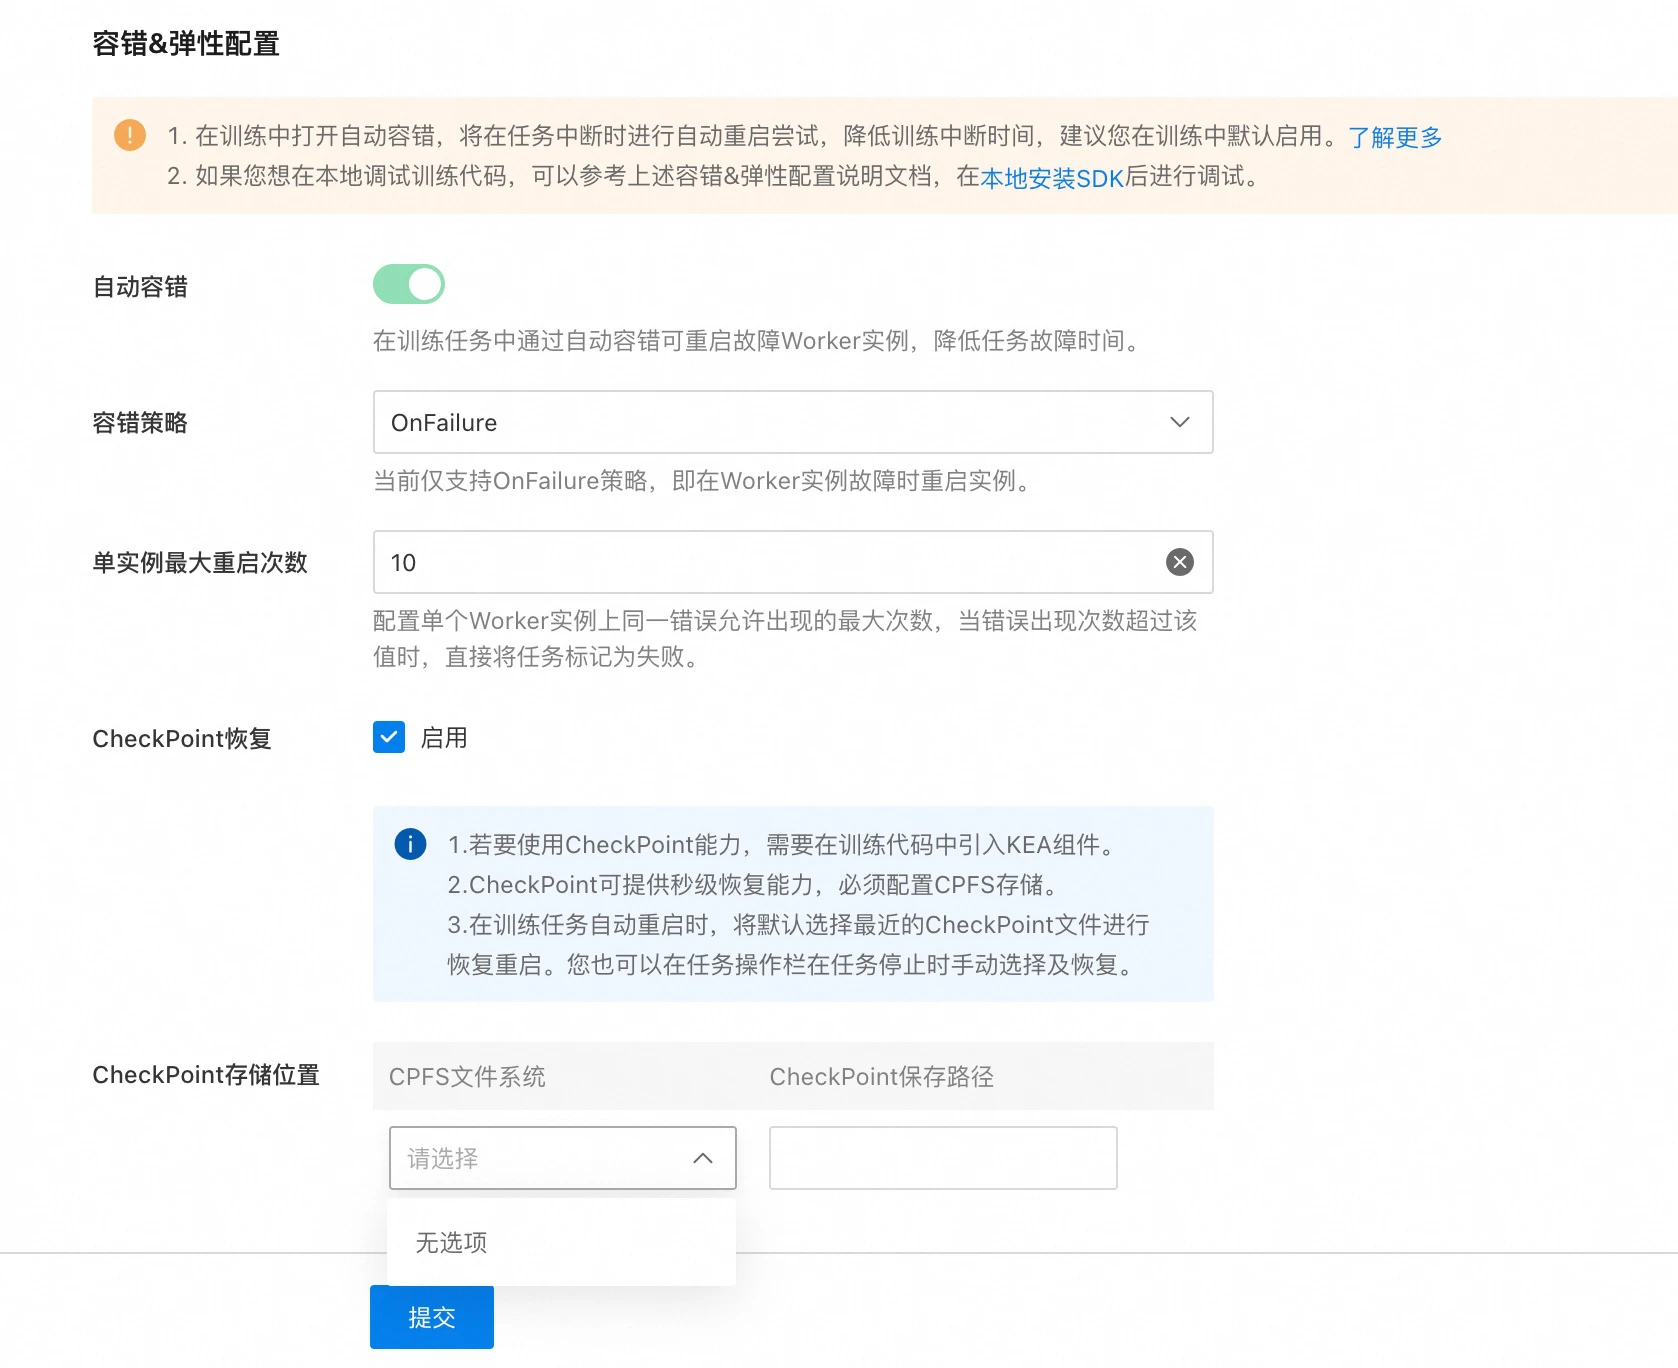 容错&弹性配置
1. 在训练中打开自动容错，将在任务中断时进行自动重启尝试，降低训练中断时间，建议您在训练中默认启用。了解更多
2. 如果您想在本地调试训练代码，可以参考上述容错&弹性配置说明文档，在本地安装SDK后进行调试。
自动容错
在训练任务中通过自动容错可重启故障Worker实例，降低任务故障时间。
容错策略
OnFailure
当前仅支持OnFailure策略，即在Worker实例故障时重启实例。
单实例最大重启次数
10
配置单个Worker实例上同一错误允许出现的最大次数，当错误出现次数超过该
值时，直接将任务标记为失败。
CheckPoint恢复
启用
1.若要使用CheckPoint能力，需要在训练代码中引入KEA组件。
2.CheckPoint可提供秒级恢复能力，必须配置CPFS存储。
3.在训练任务自动重启时，将默认选择最近的CheckPoint文件进行
恢复重启。您也可以在任务操作栏在任务停止时手动选择及恢复。
CheckPoint存储位置
CPFS文件系统
CheckPoint保存路径
请选择
无选项
提交